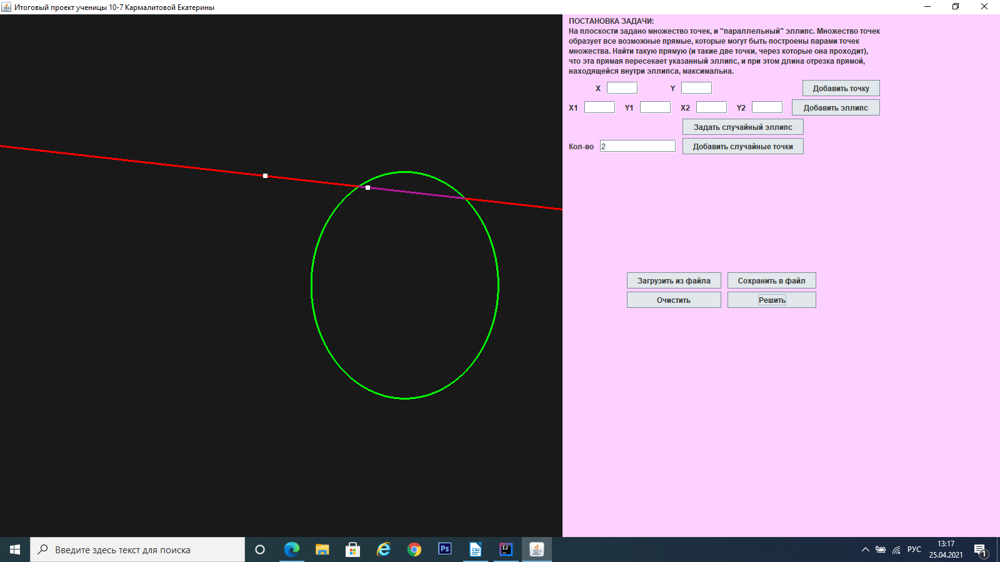 Итоговый проект ученицы 10-7 Кармалитовой Екатерины
ПОСТАНОВКА ЗАДАЧИ:
На плоскости задано множество точек, и "параллельный" эллипс. Множество точек
образует все возможные прямые, которые могут быть построены парами точек
множества. Найти такую прямую (и такие две точки, через которые она проходит),
что эта прямая пересекает указанный эллипс, и при этом длина отрезка прямой,
находящейся внутри эллипса, максимальна.
X Y Добавить точку
X1 Y1 X2 Y2 Добавить эллипс
Задать случайный эллипс
Кол-во 2 Добавить случайные точки
Загрузить из файла Сохранить в файл
Очистить Решить
Введите здесь текст для поиска
Ps
IJ
РУС
13:17
25.04.2021
1